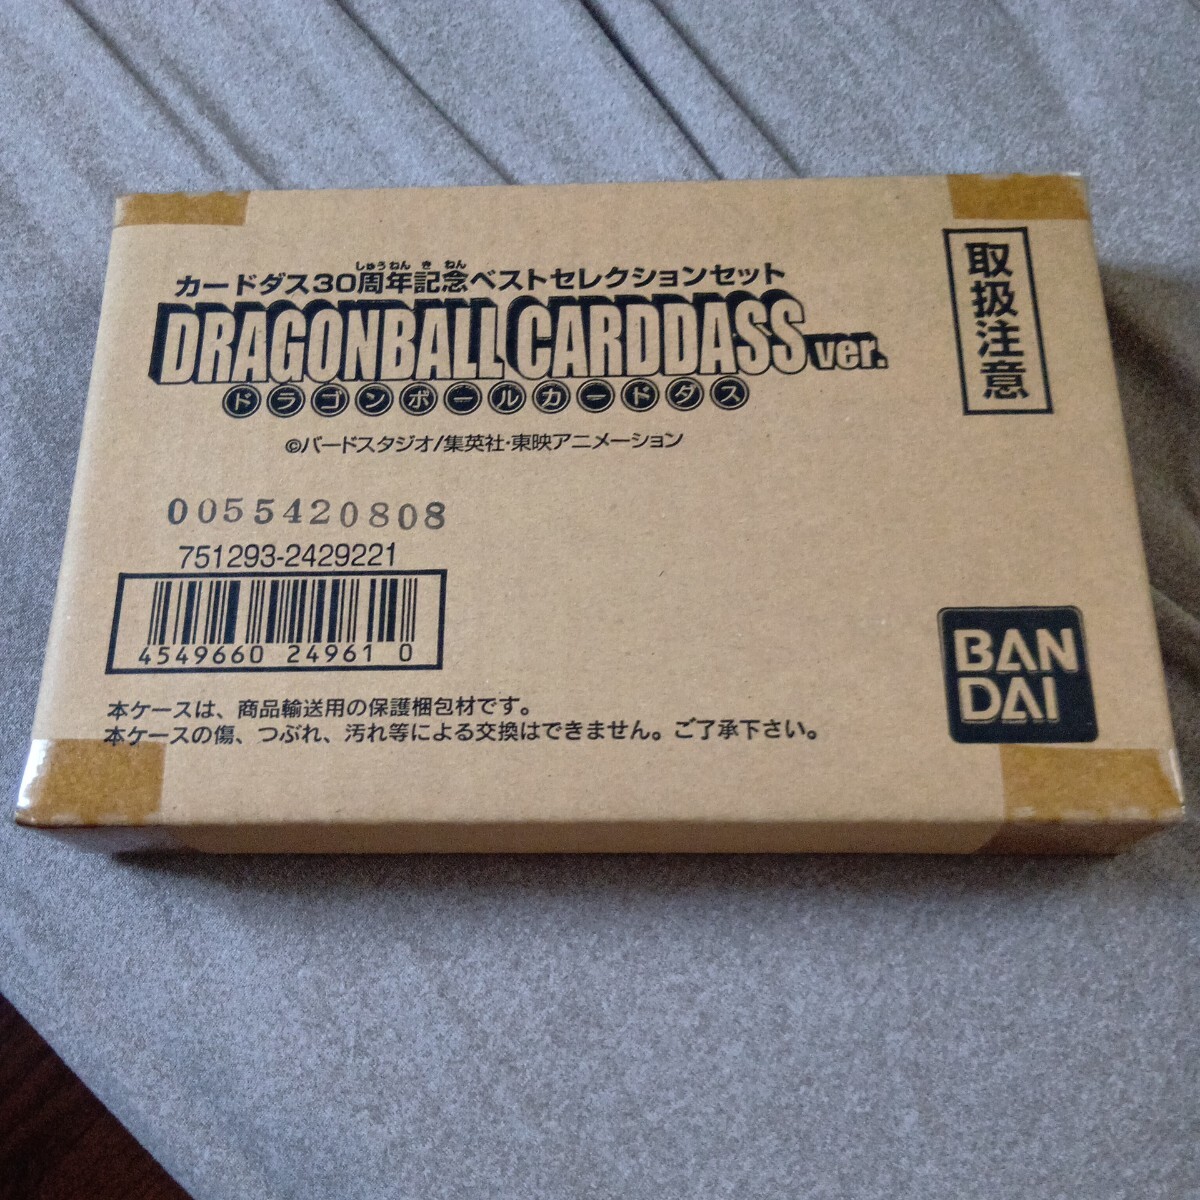 カードダス30周年記念ベストセレクションセット
しゅうねん き ねん
DRAGONBALL CARDDASS ver.
ドラゴンボールカードダス
©バードスタジオ/集英社・東映アニメーション
取扱注意
0055420808
751293-2429221
4549660 24961 0
本ケースは、商品輸送用の保護梱包材です。
本ケースの傷、つぶれ、汚れ等による交換はできません。ご了承下さい。
BAN
DAI